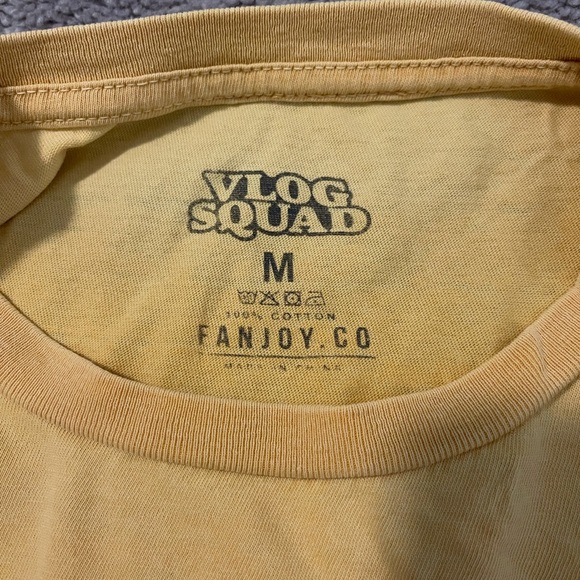 VLOG
SQUAD
M
100% COTTON
FANJOY.CO
MADE IN CHINA